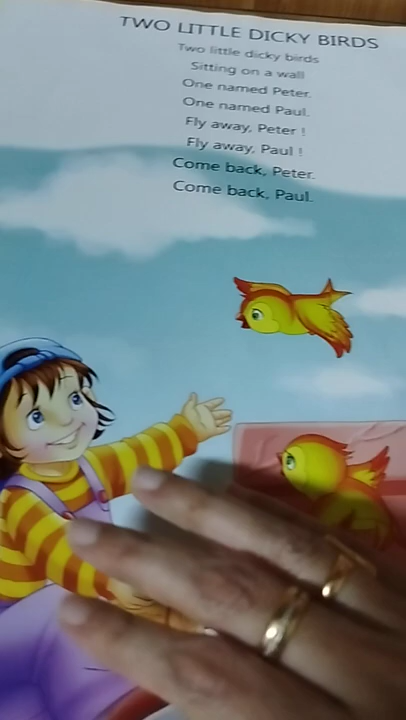 TWO LITTLE DICKY BIRDS
Two little dicky birds
Sitting on a wall
One named Peter.
One named Paul.
Fly away, Peter !
Fly away, Paul !
Come back, Peter.
Come back, Paul.